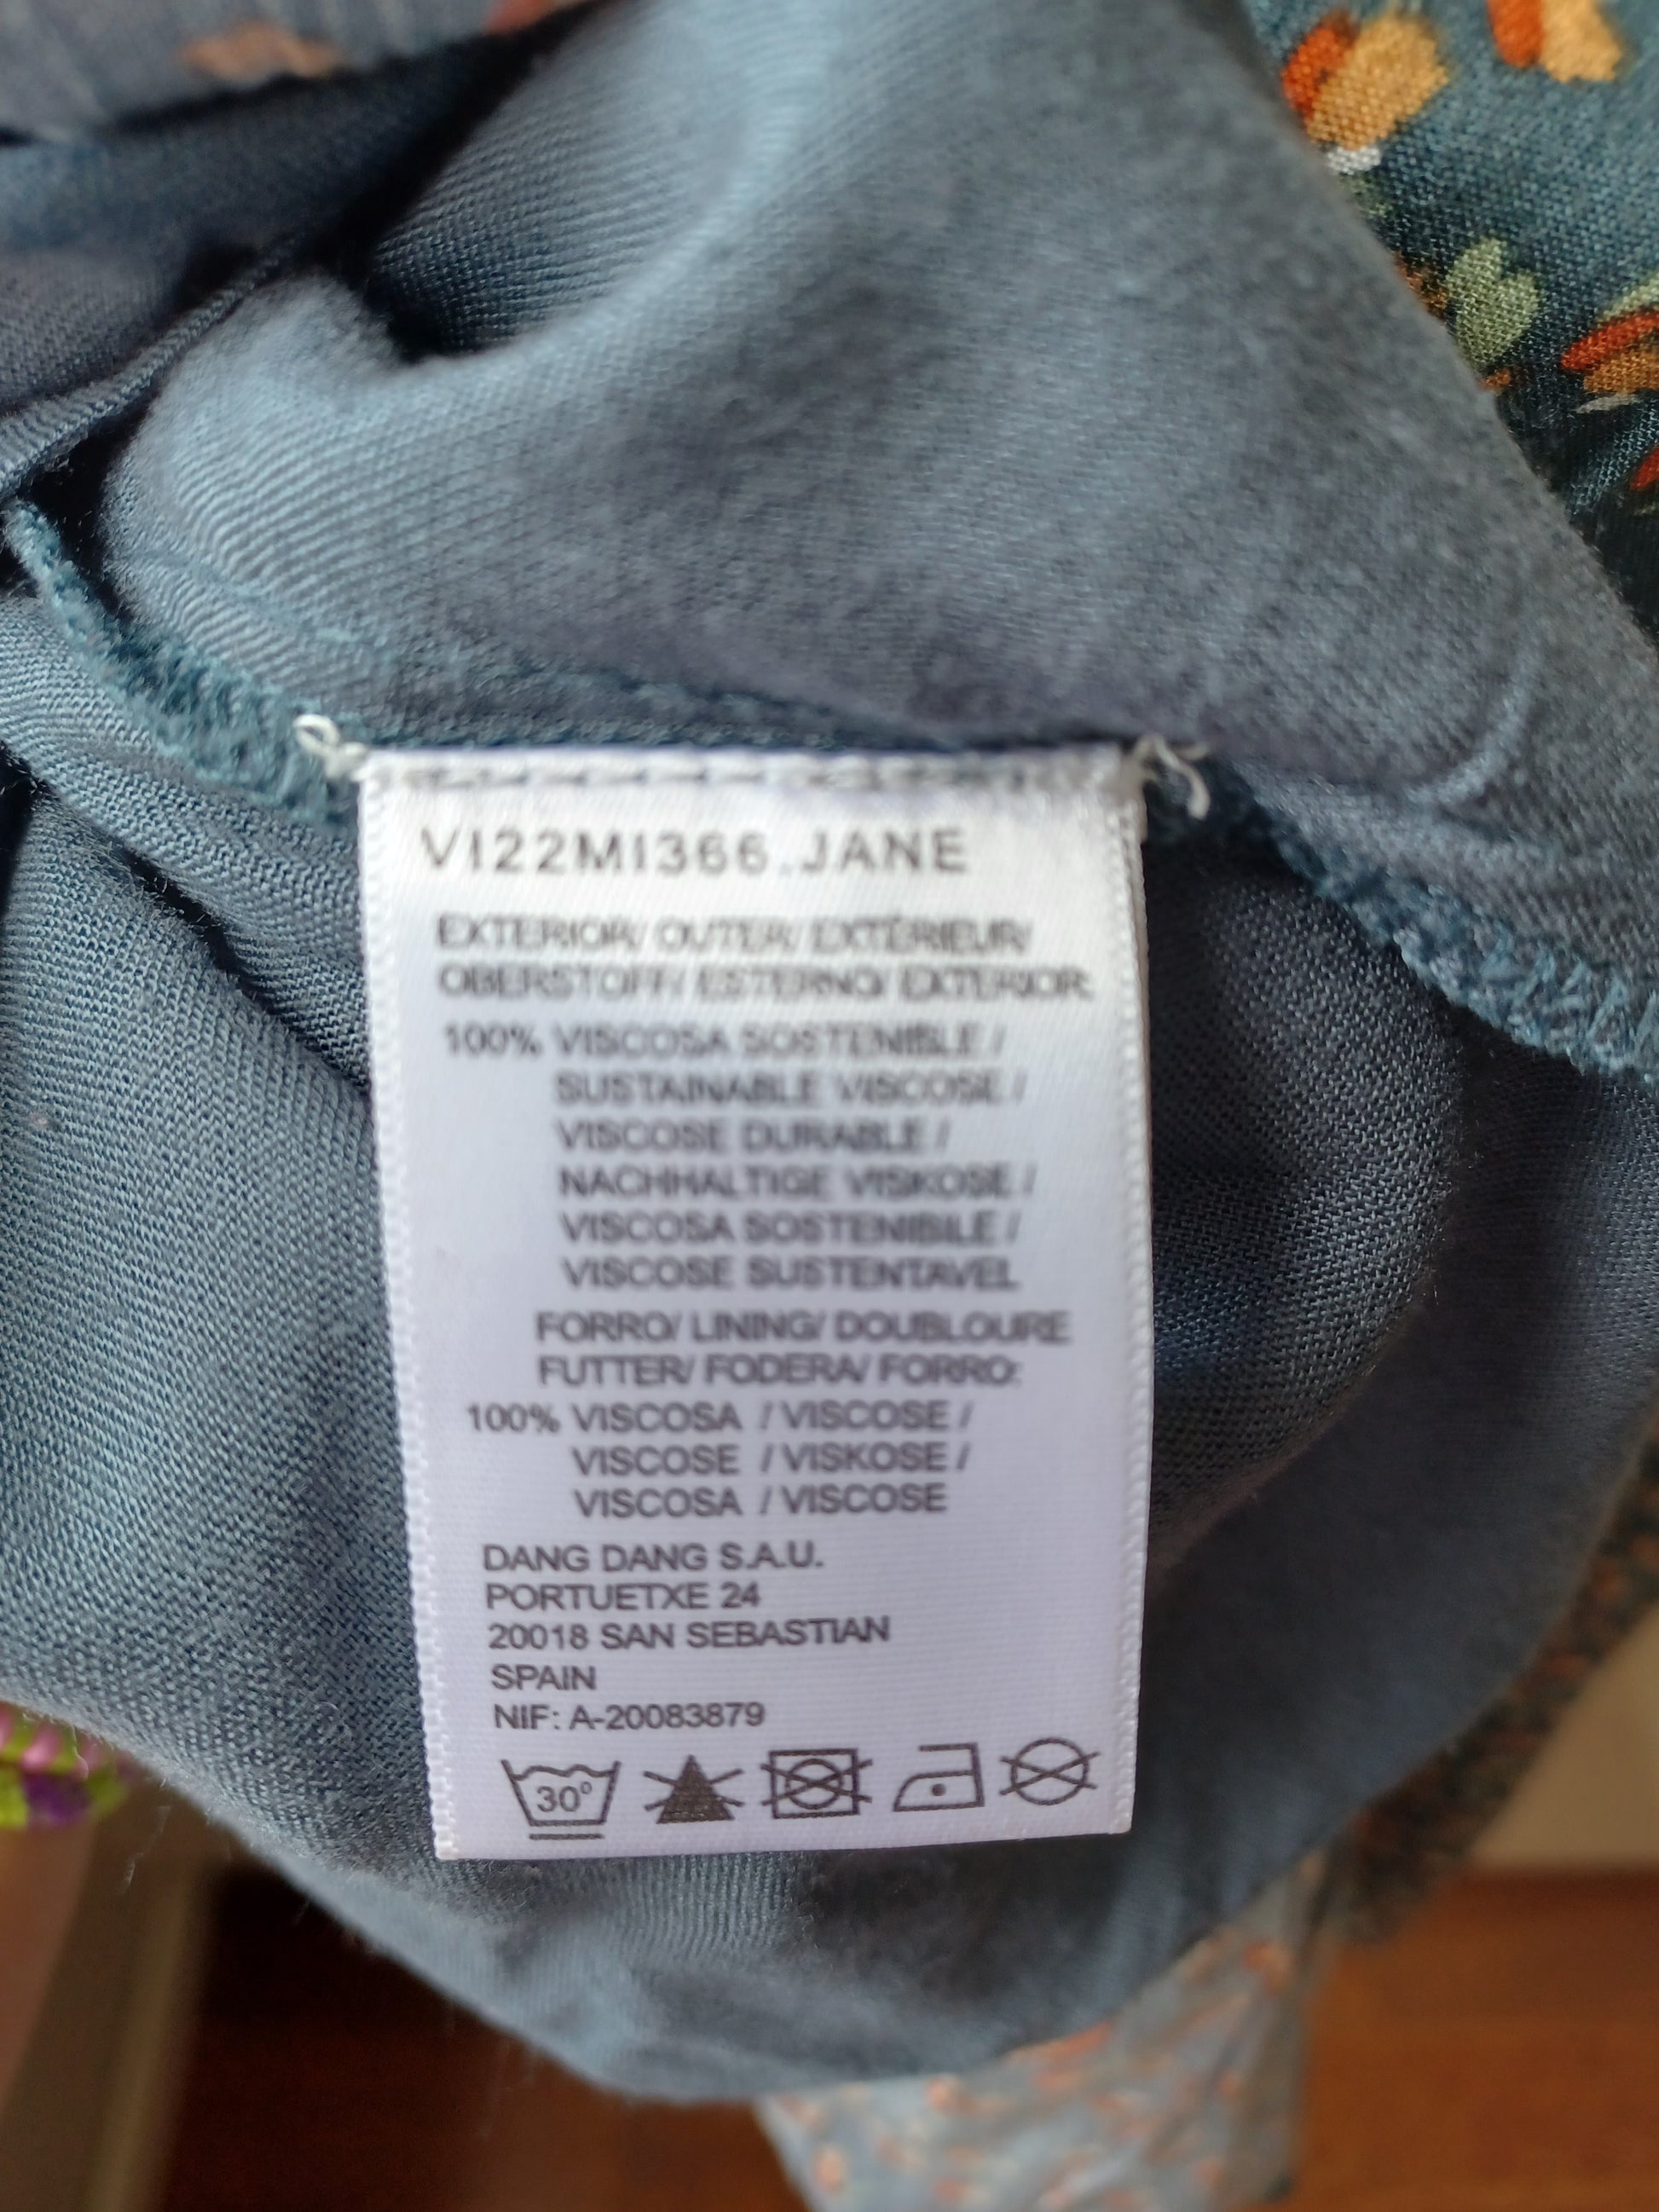 VI22MI366.JANE
EXTERIOR/ OUTER/ EXTÉRIEUR/
OBERSTOFF/ ESTERNO/ EXTERIOR:
100% VISCOSA SOSTENIBLE /
SUSTAINABLE VISCOSE /
VISCOSE DURABLE /
NACHHALTIGE VISKOSE /
VISCOSA SOSTENIBILE /
VISCOSE SUSTENTAVEL
FORRO/ LINING/ DOUBLOURE
FUTTER/ FODERA/ FORRO:
100% VISCOSA / VISCOSE /
VISCOSE / VISKOSE /
VISCOSA / VISCOSE
DANG DANG S.A.U.
PORTUETXE 24
20018 SAN SEBASTIAN
SPAIN
NIF: A-20083879
30°